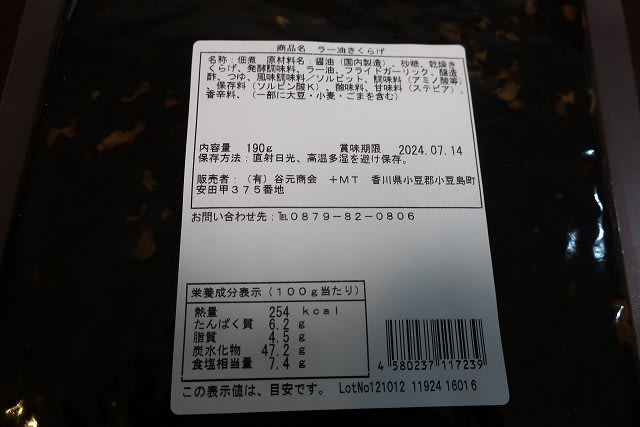 商品名 ラー油きくらげ
名称：佃煮 原材料名：醤油（国内製造）、砂糖、乾燥き
くらげ、発酵調味料、ラー油、フライドガーリック、醸造
酢、つゆ、風味調味料／ソルビット、調味料（アミノ酸等）
、保存料（ソルビン酸Ｋ）、酸味料、甘味料（ステビア）、
香辛料、（一部に大豆・小麦・ごまを含む）
内容量 190g 賞味期限 2024.07.14
保存方法：直射日光、高温多湿を避け保存。
販売者：（有）谷元商会 ＋ＭＴ 香川県小豆郡小豆島町
安田甲３７５番地
お問い合わせ先：℡０８７９－８２－０８０６
栄養成分表示（１００ｇ当たり）
熱量 254 ｋｃａｌ
たんぱく質 6.2 ｇ
脂質 4.5 ｇ
炭水化物 47.2 ｇ
食塩相当量 7.4 ｇ
4 580237 117239
この表示値は、目安です。 LotNo121012 11924 16016